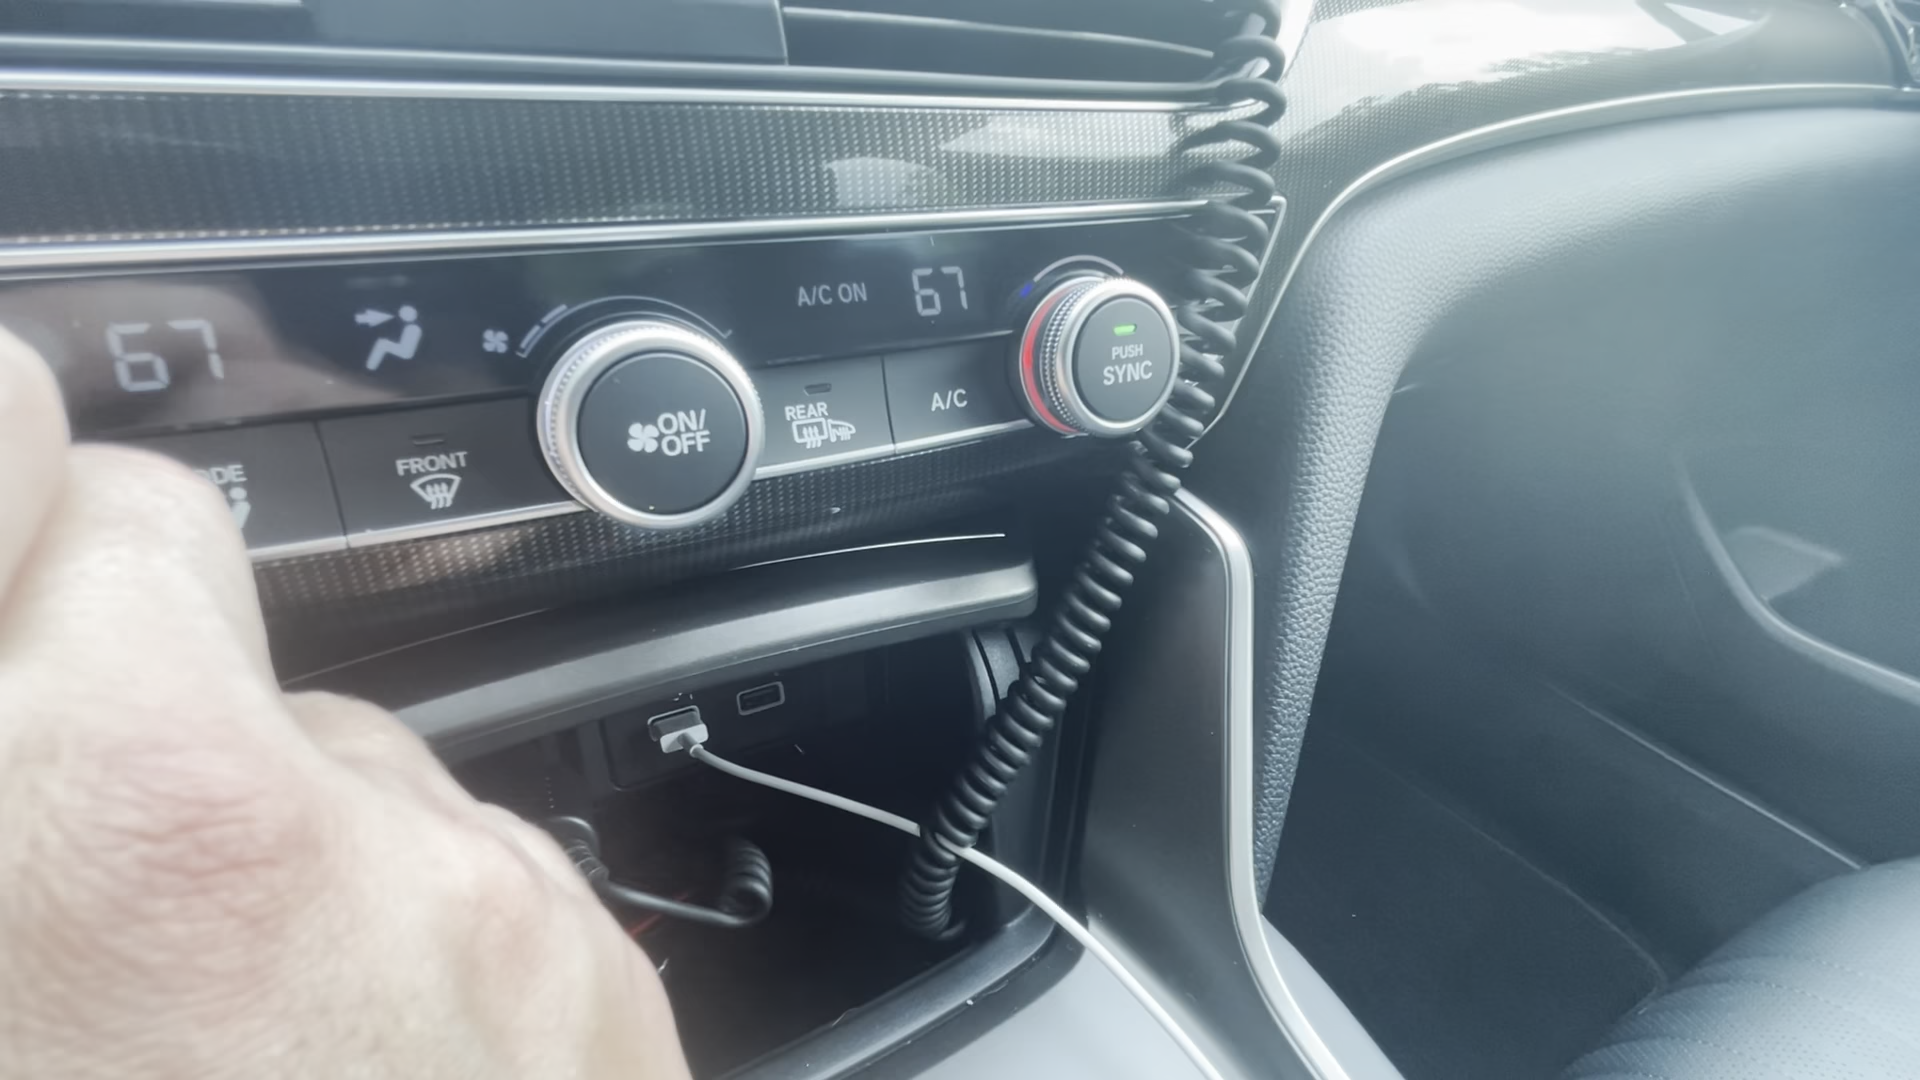 67
A/C ON
67
PUSH
SYNC
ON/
OFF
REAR
A/C
FRONT